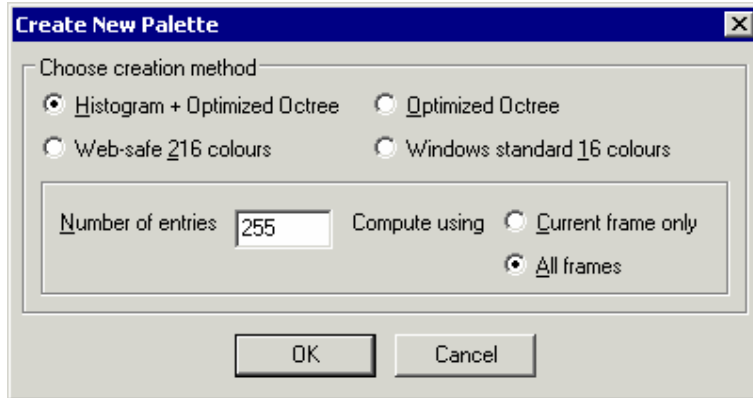 Create New Palette
Choose creation method
Histogram + Optimized Octree Optimized Octree
Web-safe 216 colours Windows standard 16 colours
Number of entries 255 Compute using Current frame only
All frames
OK Cancel